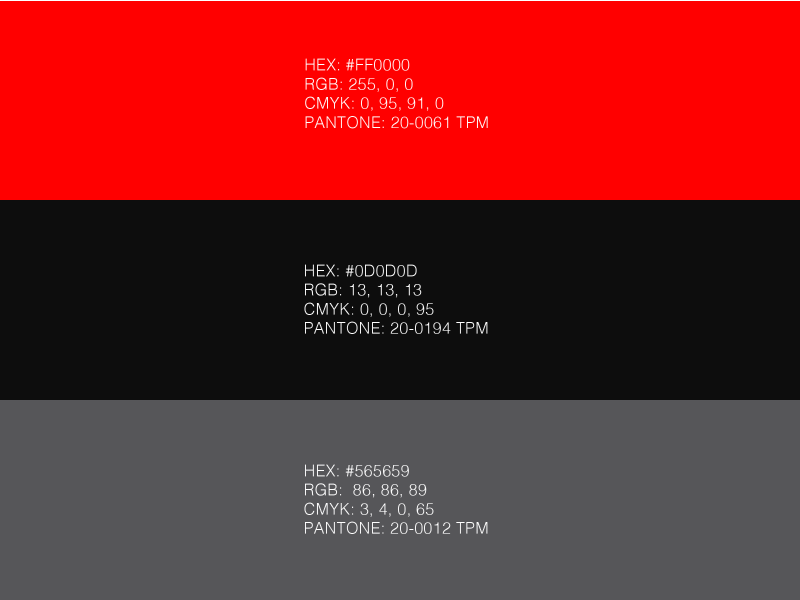 HEX: #FF0000
RGB: 255, 0, 0
CMYK: 0, 95, 91, 0
PANTONE: 20-0061 TPM
HEX: #0D0D0D
RGB: 13, 13, 13
CMYK: 0, 0, 0, 95
PANTONE: 20-0194 TPM
HEX: #565659
RGB:  86, 86, 89
CMYK: 3, 4, 0, 65
PANTONE: 20-0012 TPM